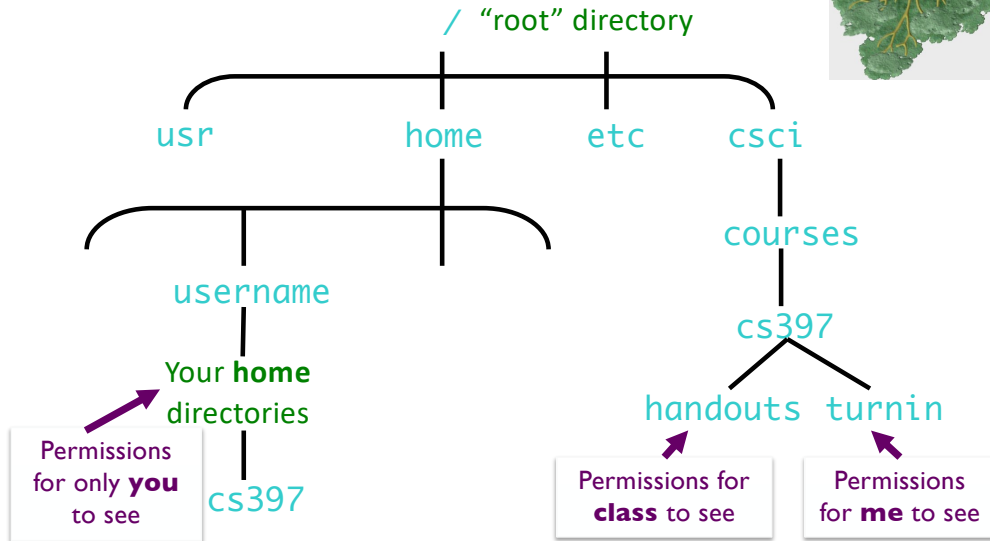 / “root” directory
usr home etc csci
courses
username
cs397
Your home
directories
handouts turnin
Permissions
for only you
to see
cs397
Permissions for
class to see
Permissions
for me to see